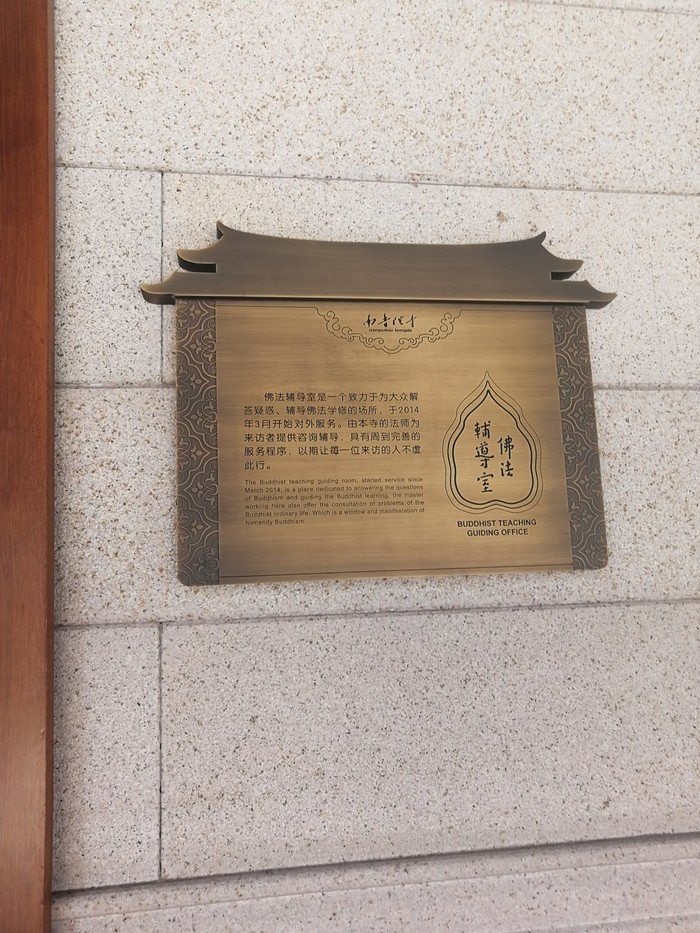 南普陀寺
nanputuo temple
佛法辅导室是一个致力于为大众解
答疑惑、辅导佛法学修的场所，于2014
年3月开始对外服务。由本寺的法师为
来访者提供咨询辅导，具有周到完善的
服务程序，以期让每一位来访的人不虚
此行。
The Buddhist teaching guiding room, started service since
March 2014, is a place dedicated to answering the questions
of Buddhism and guiding the Buddhist learning, the master
working here also offer the consultation of problems of the
Buddhist ordinary life. Which is a window and manifestation of
humanity Buddhism.
佛法
輔導室
BUDDHIST TEACHING
GUIDING OFFICE